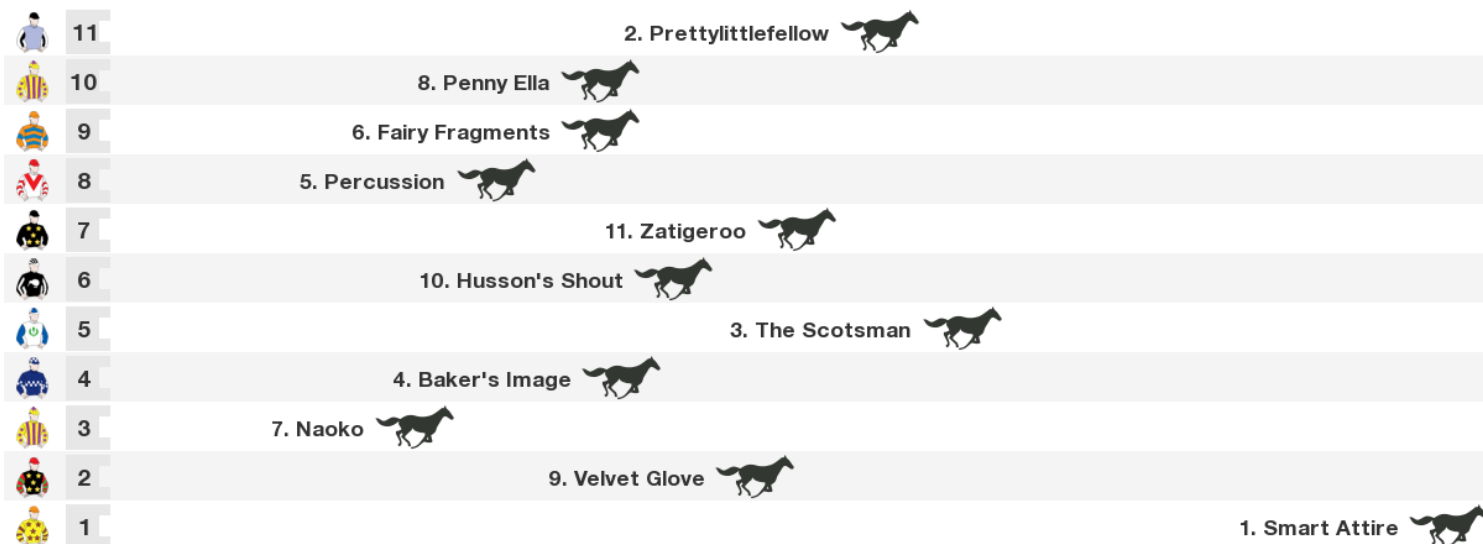 11 2. Prettylittlefellow
10 8. Penny Ella
9 6. Fairy Fragments
8 5. Percussion
7 11. Zatigeroo
6 10. Husson's Shout
5 3. The Scotsman
4 4. Baker's Image
3 7. Naoko
2 9. Velvet Glove
1 1. Smart Attire